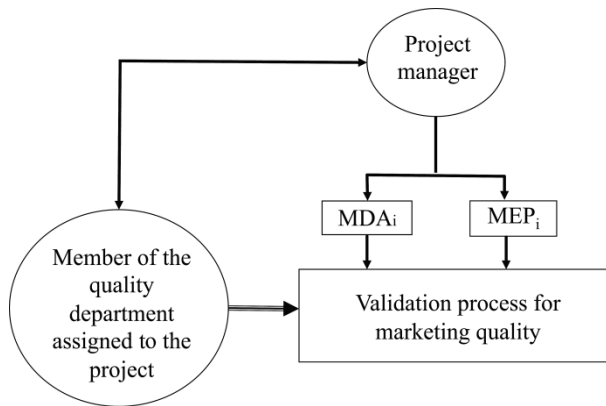 Project
manager
MDAi
MEPi
Member of the
quality
department
assigned to the
project
Validation process for
marketing quality